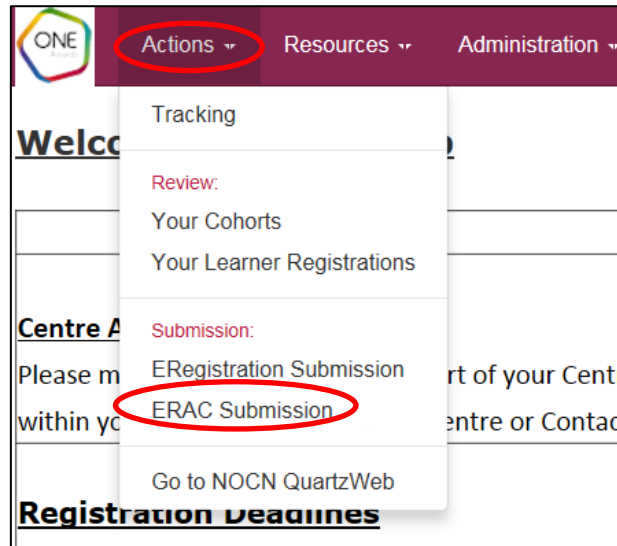 ONE
Actions
Resources
Administration
Tracking
Review:
Your Cohorts
Your Learner Registrations
Centre A
Submission:
Please m
ERegistration Submission
rt of your Cent
within yo
ERAC Submission
entre or Contac
Go to NOCN QuartzWeb
Registration Deadlines